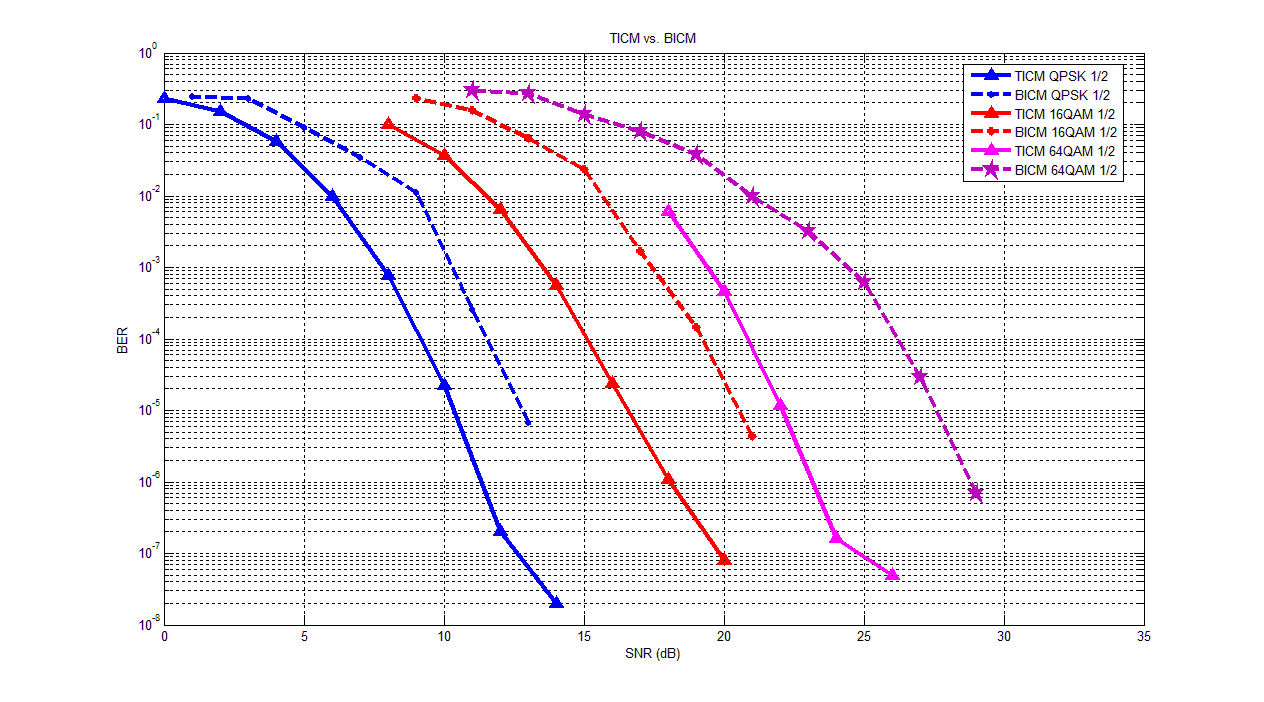 TICM vs. BICM
10^0
10^-1
10^-2
10^-3
10^-4
10^-5
10^-6
10^-7
10^-8
BER
0 5 10 15 20 25 30 35
SNR (dB)
TICM QPSK 1/2
BICM QPSK 1/2
TICM 16QAM 1/2
BICM 16QAM 1/2
TICM 64QAM 1/2
BICM 64QAM 1/2